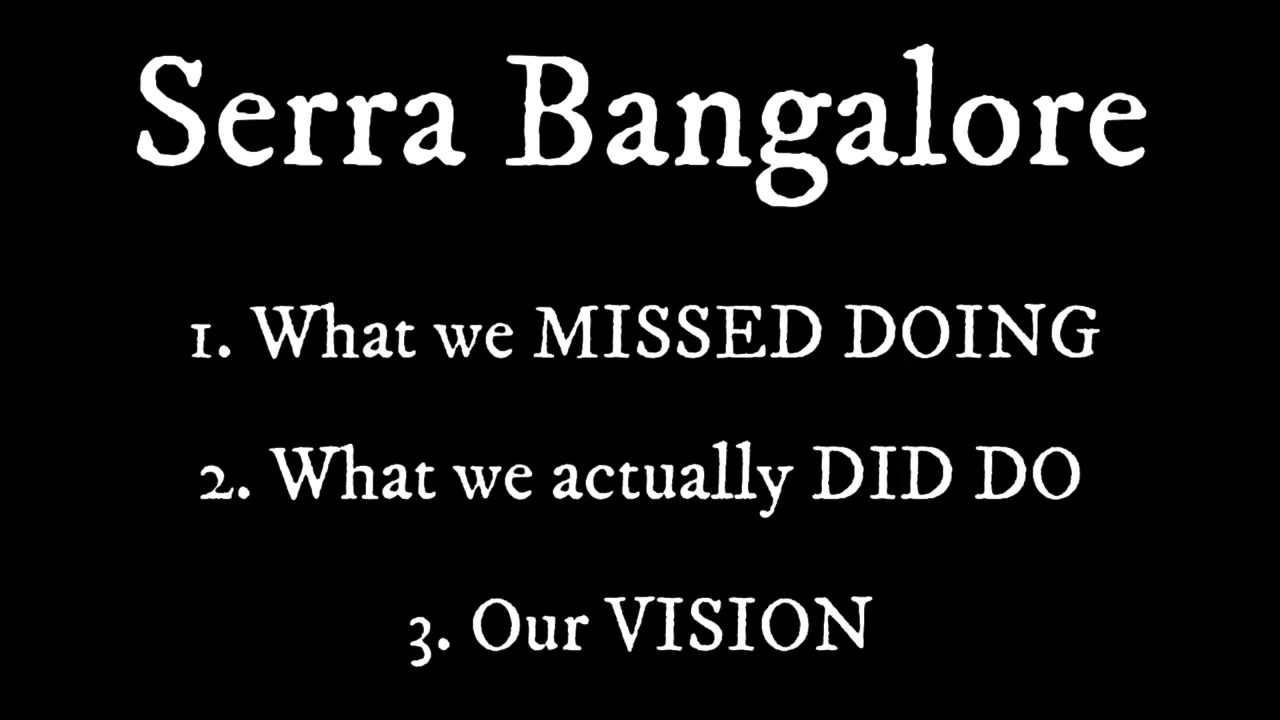 Serra Bangalore
1. What we MISSED DOING
2. What we actually DID DO
3. Our VISION